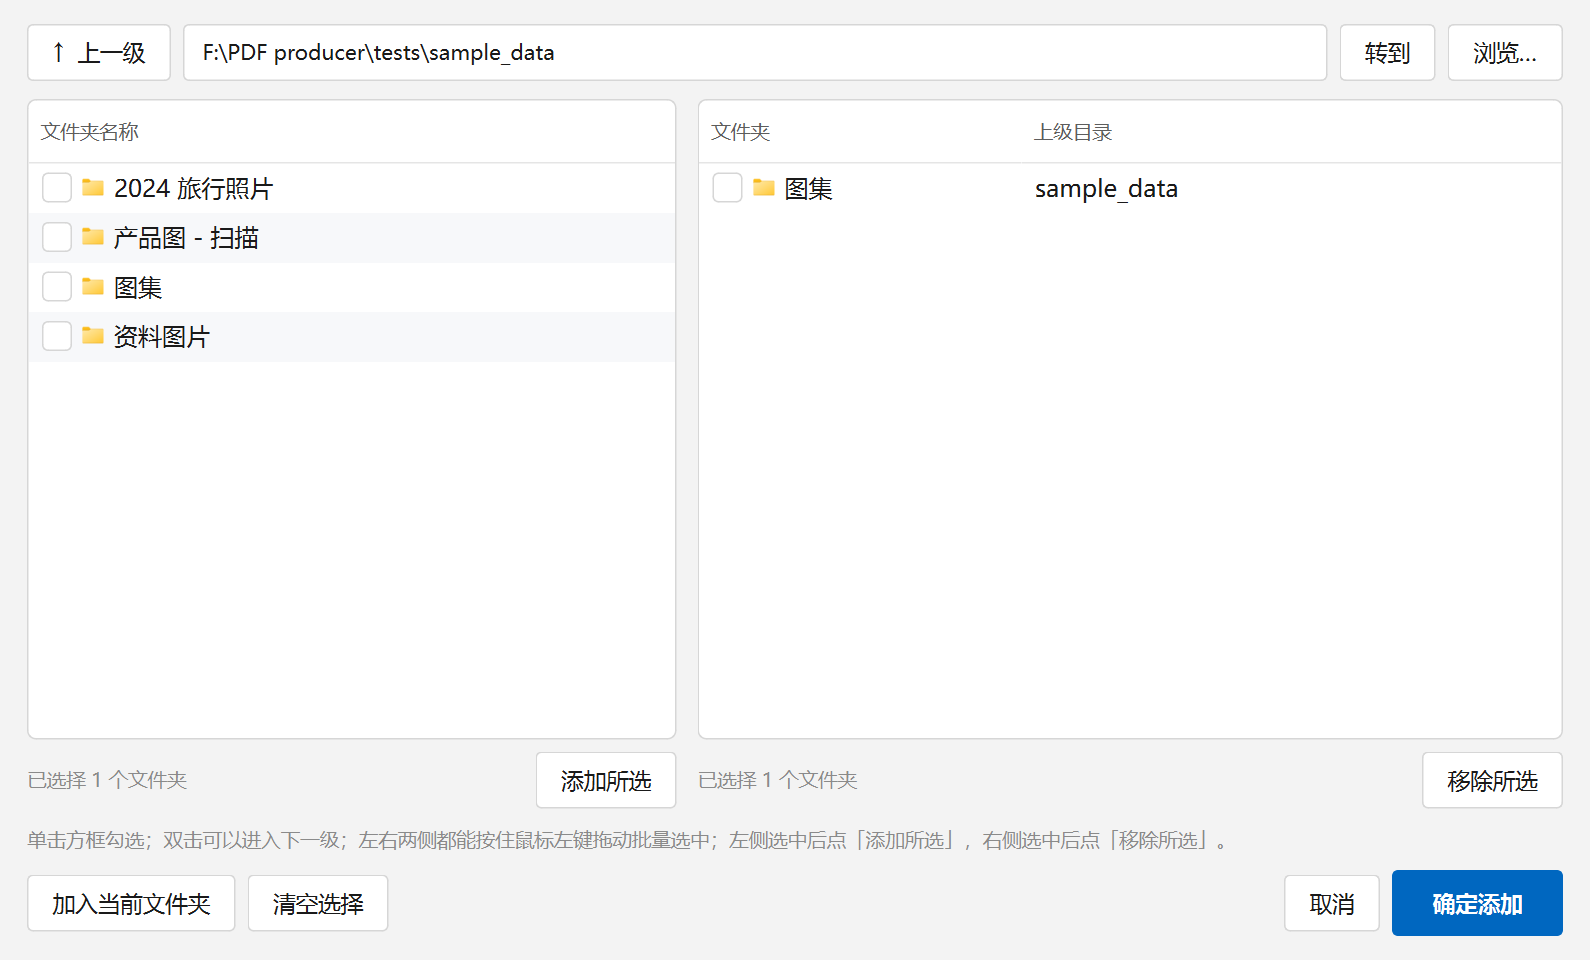 ↑ 上一级
F:\PDF producer\tests\sample_data
转到
浏览...
文件夹名称
2024 旅行照片
产品图 - 扫描
图集
资料图片
文件夹 上级目录
图集 sample_data
已选择 1 个文件夹
添加所选
已选择 1 个文件夹
移除所选
单击方框勾选；双击可以进入下一级；左右两侧都能按住鼠标左键拖动批量选中；左侧选中后点「添加所选」，右侧选中后点「移除所选」。
加入当前文件夹
清空选择
取消
确定添加